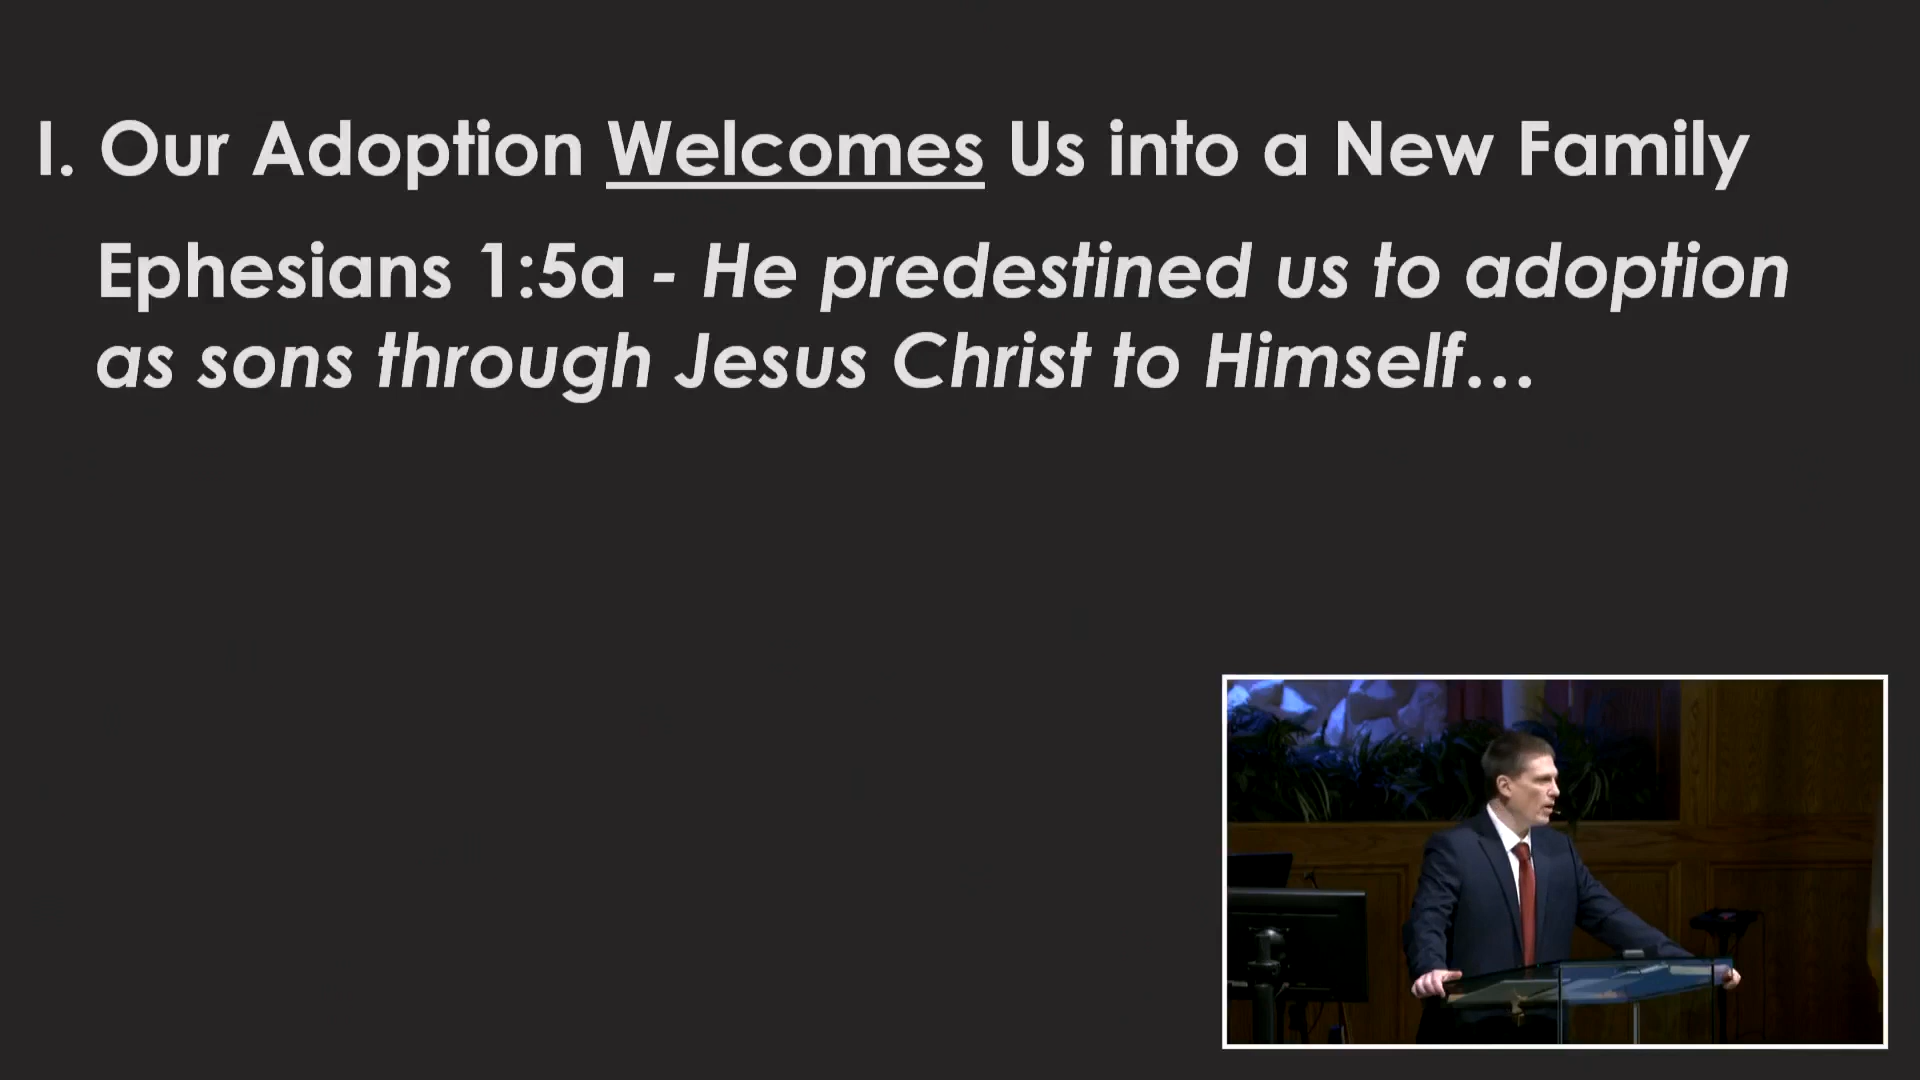 I. Our Adoption Welcomes Us into a New Family
Ephesians 1:5a - He predestined us to adoption
as sons through Jesus Christ to Himself…